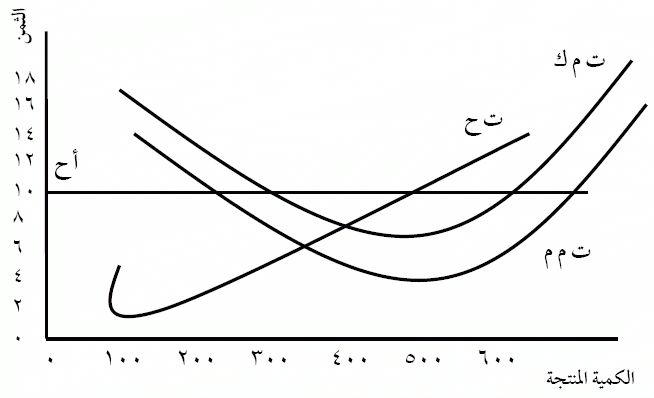 الثمن
١٨
١٦
١٤
١٢
١٠
٨
٦
٤
٢
٠
أح
ت ح
ت م ك
ت م م
٠ ١٠٠ ٢٠٠ ٣٠٠ ٤٠٠ ٥٠٠ ٦٠٠
الكمية المنتجة